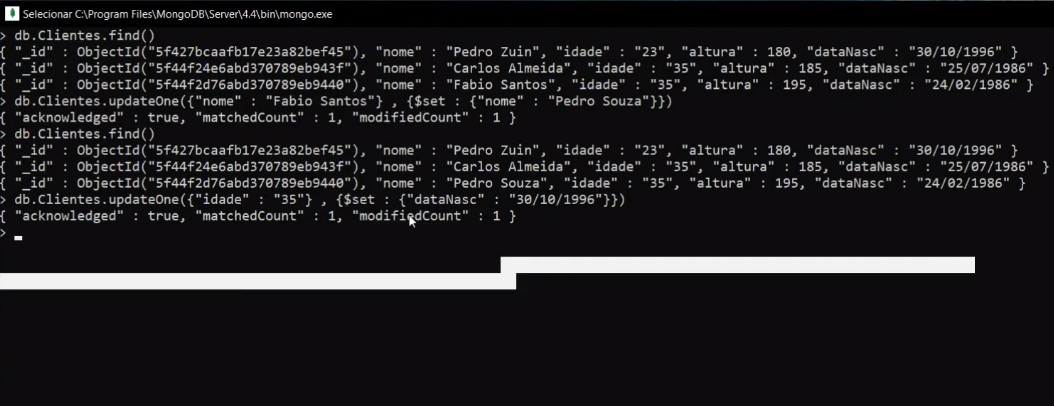 Selecionar C:\Program Files\MongoDB\Server\4.4\bin\mongo.exe
> db.Clientes.find()
{ "_id" : ObjectId("5f427bcaafb17e23a82bef45"), "nome" : "Pedro Zuin", "idade" : "23", "altura" : 180, "dataNasc" : "30/10/1996" }
{ "_id" : ObjectId("5f44f24e6abd370789eb943f"), "nome" : "Carlos Almeida", "idade" : "35", "altura" : 185, "dataNasc" : "25/07/1986" }
{ "_id" : ObjectId("5f44f2d76abd370789eb9440"), "nome" : "Fabio Santos", "idade" : "35", "altura" : 195, "dataNasc" : "24/02/1986" }
> db.Clientes.updateOne({"nome" : "Fabio Santos"} , {$set : {"nome" : "Pedro Souza"}})
{ "acknowledged" : true, "matchedCount" : 1, "modifiedCount" : 1 }
> db.Clientes.find()
{ "_id" : ObjectId("5f427bcaafb17e23a82bef45"), "nome" : "Pedro Zuin", "idade" : "23", "altura" : 180, "dataNasc" : "30/10/1996" }
{ "_id" : ObjectId("5f44f24e6abd370789eb943f"), "nome" : "Carlos Almeida", "idade" : "35", "altura" : 185, "dataNasc" : "25/07/1986" }
{ "_id" : ObjectId("5f44f2d76abd370789eb9440"), "nome" : "Pedro Souza", "idade" : "35", "altura" : 195, "dataNasc" : "24/02/1986" }
> db.Clientes.updateOne({"idade" : "35"} , {$set : {"dataNasc" : "30/10/1996"}})
{ "acknowledged" : true, "matchedCount" : 1, "modifiedCount" : 1 }
>